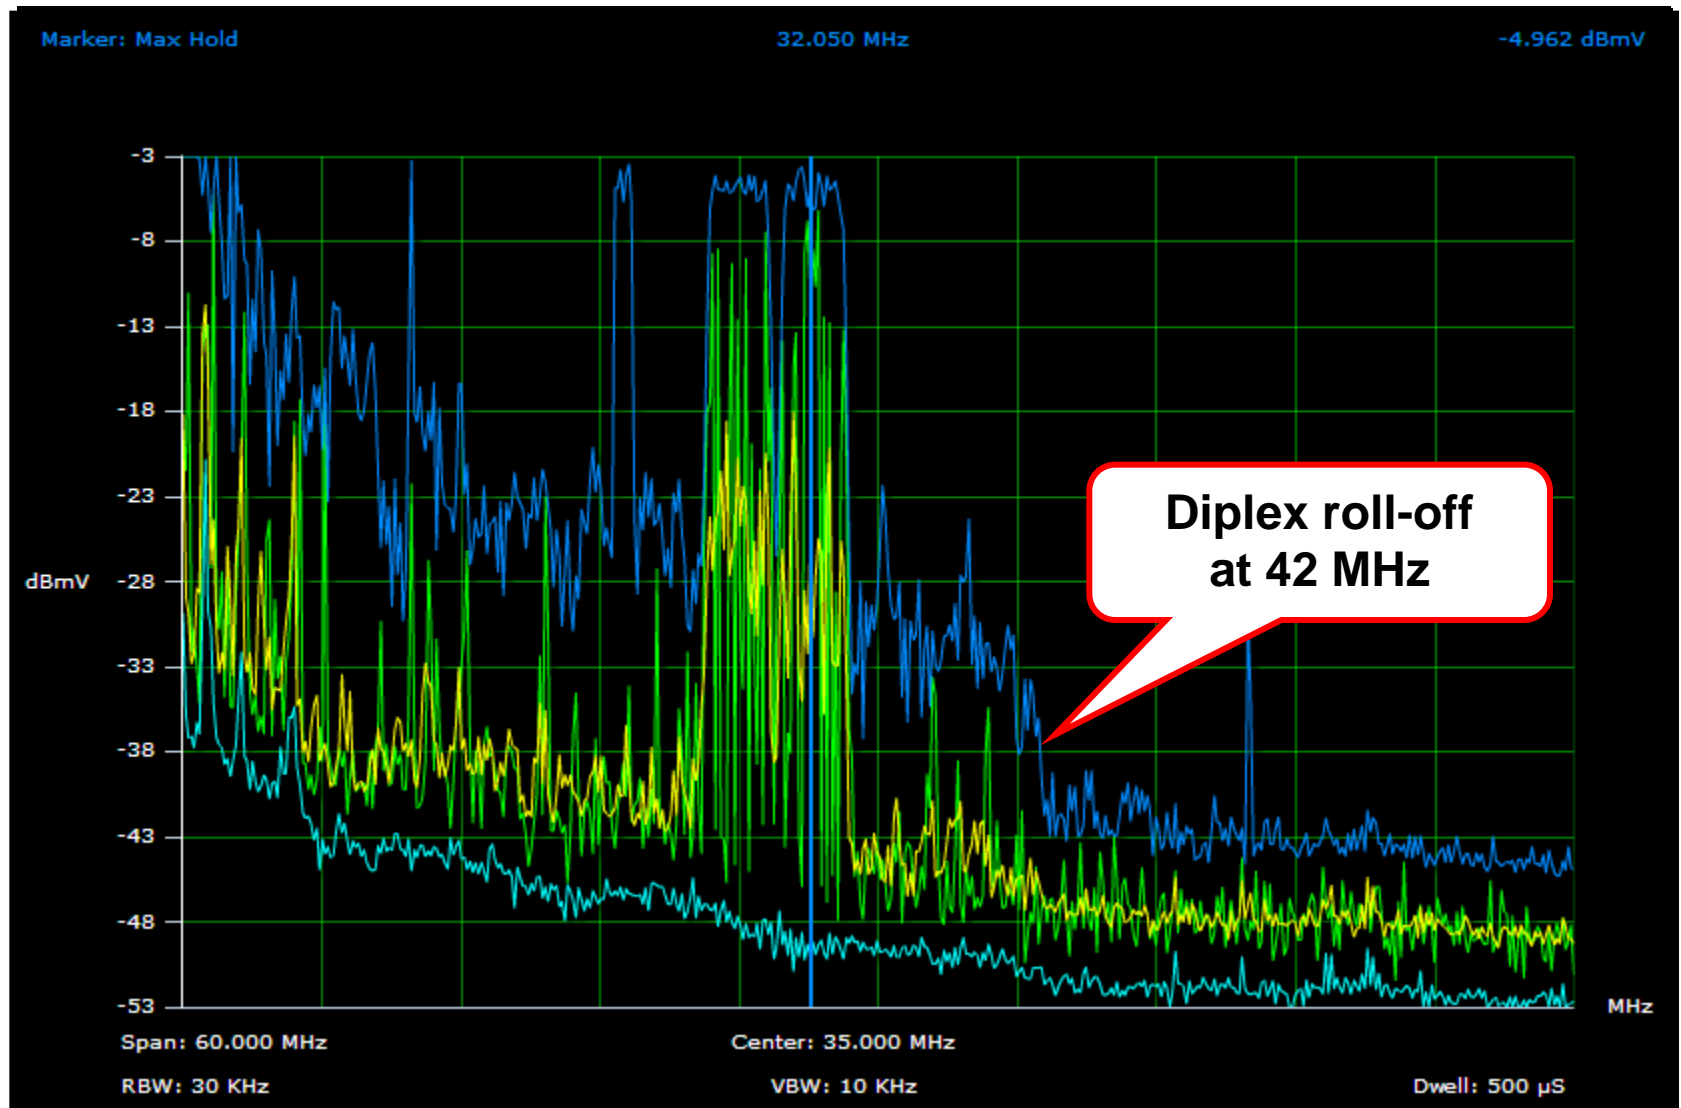 Marker: Max Hold 32.050 MHz -4.962 dBmV
-3
-8
-13
-18
-23
Diplex roll-off
at 42 MHz
dBmV -28
-33
-38
-43
-48
-53
MHz
Span: 60.000 MHz Center: 35.000 MHz
RBW: 30 KHz VBW: 10 KHz Dwell: 500 µS